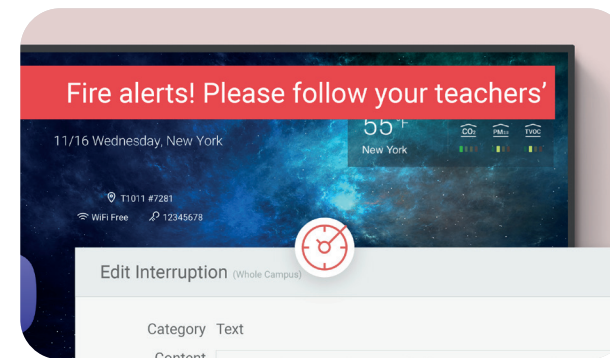 Fire alerts! Please follow your teachers’
55°F
11/16 Wednesday, New York
New York
CO₂ PM2.5 TVOC
T1011 #7281
WiFi Free 12345678
Edit Interruption (Whole Campus)
Category Text
Content